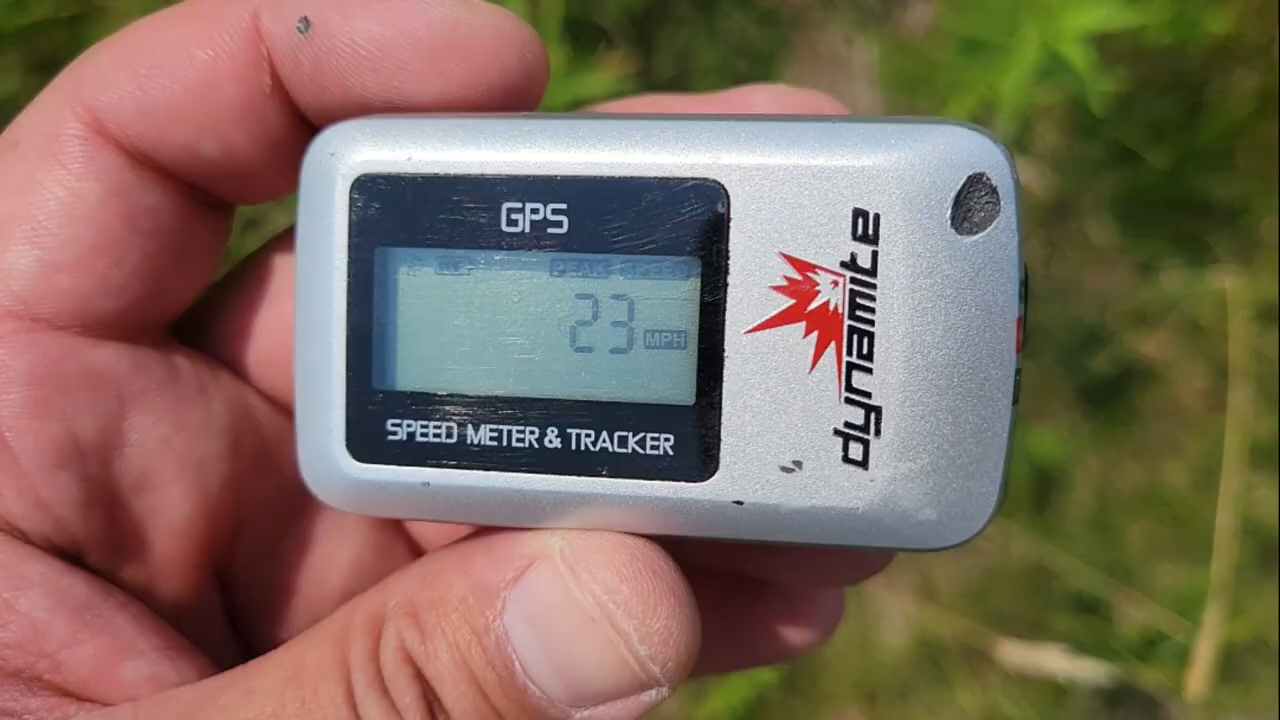 GPS
PEAK SPEED
23 MPH
SPEED METER & TRACKER
dynamite